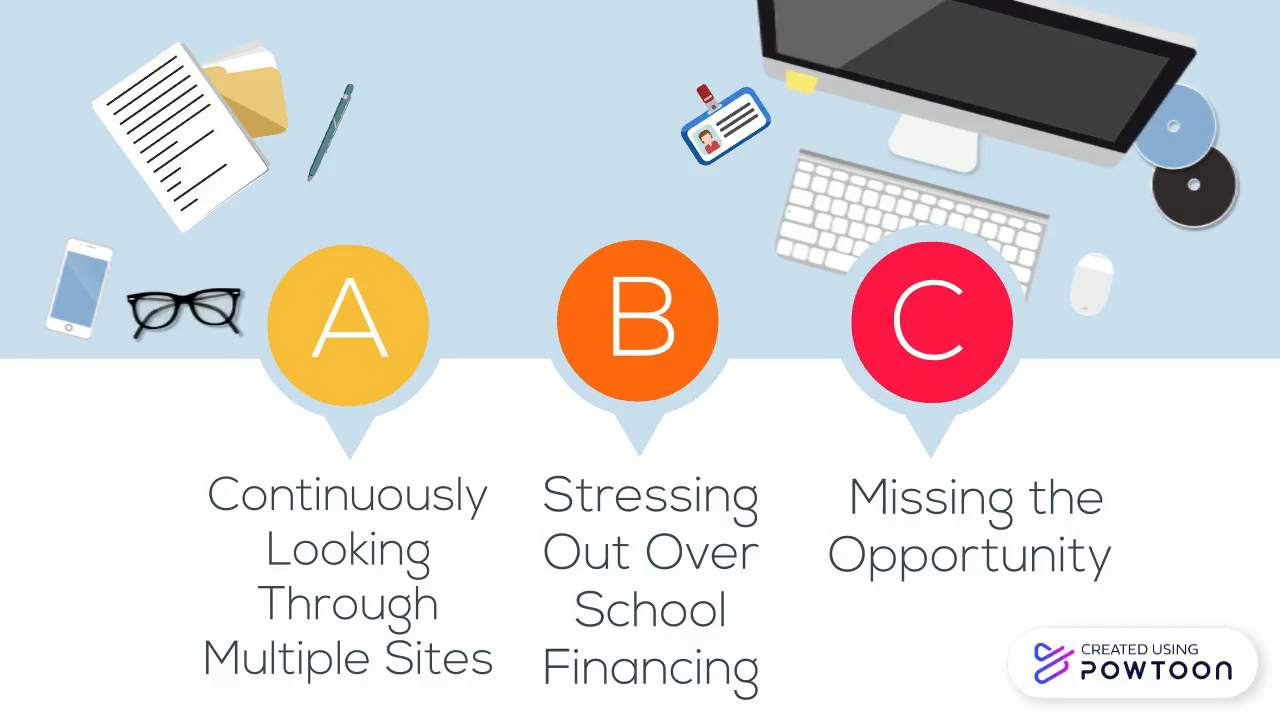 A
Continuously
Looking
Through
Multiple Sites
B
Stressing
Out Over
School
Financing
C
Missing the
Opportunity
CREATED USING
POWTOON